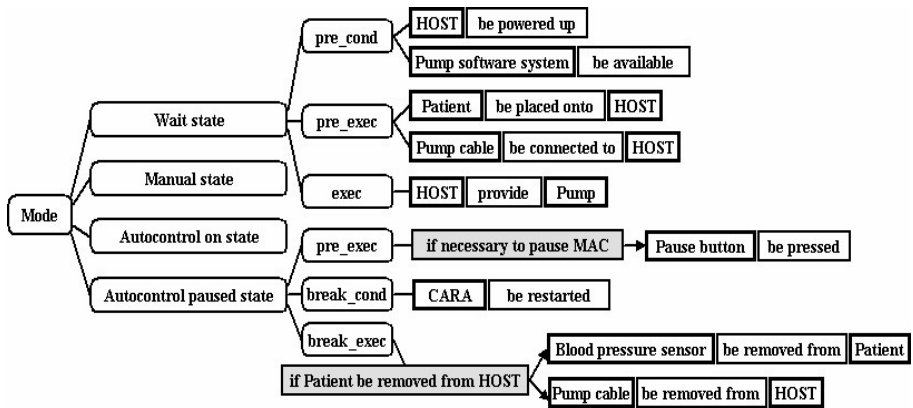 HOST be powered up
pre_cond
Pump software system be available
Wait state
Patient be placed onto HOST
pre_exec
Pump cable be connected to HOST
Manual state
exec HOST provide Pump
Mode
Autocontrol on state
pre_exec if necessary to pause MAC Pause button be pressed
Autocontrol paused state break_cond CARA be restarted
break_exec
Blood pressure sensor be removed from Patient
if Patient be removed from HOST
Pump cable be removed from HOST